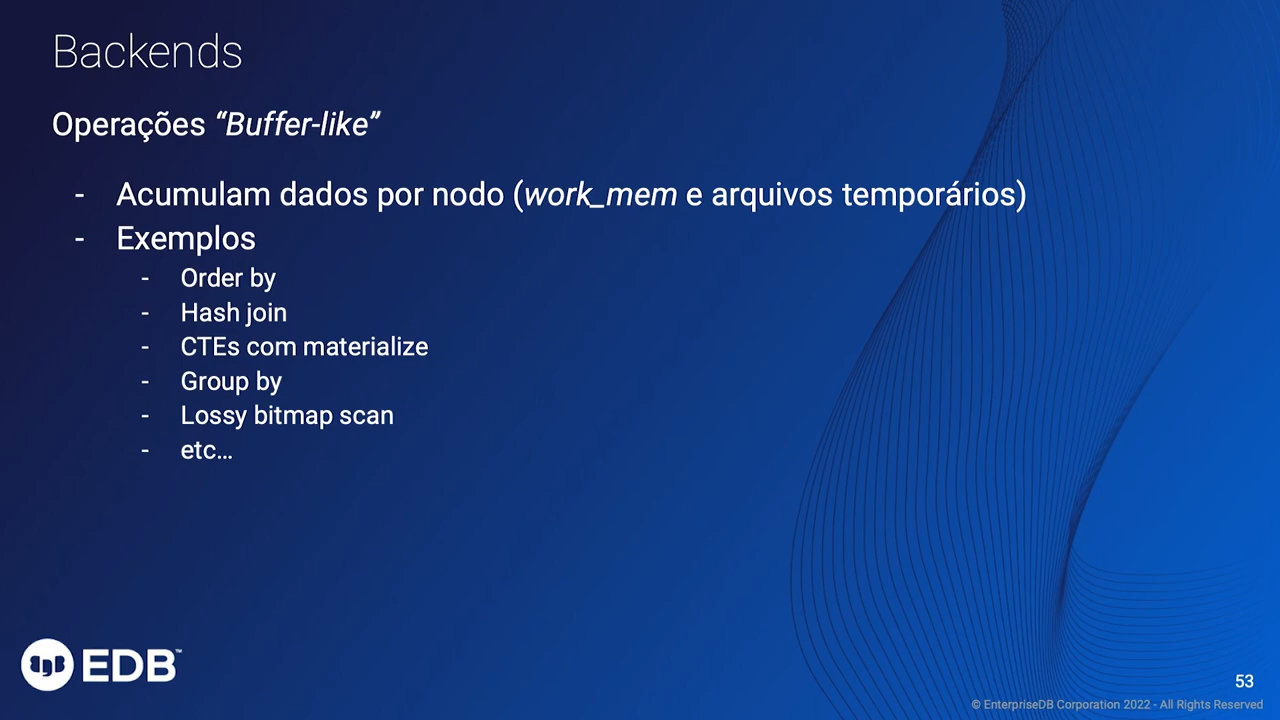 Backends
Operações “Buffer-like”
- Acumulam dados por nodo (work_mem e arquivos temporários)
- Exemplos
- Order by
- Hash join
- CTEs com materialize
- Group by
- Lossy bitmap scan
- etc…
EDB™
53
© EnterpriseDB Corporation 2022 - All Rights Reserved